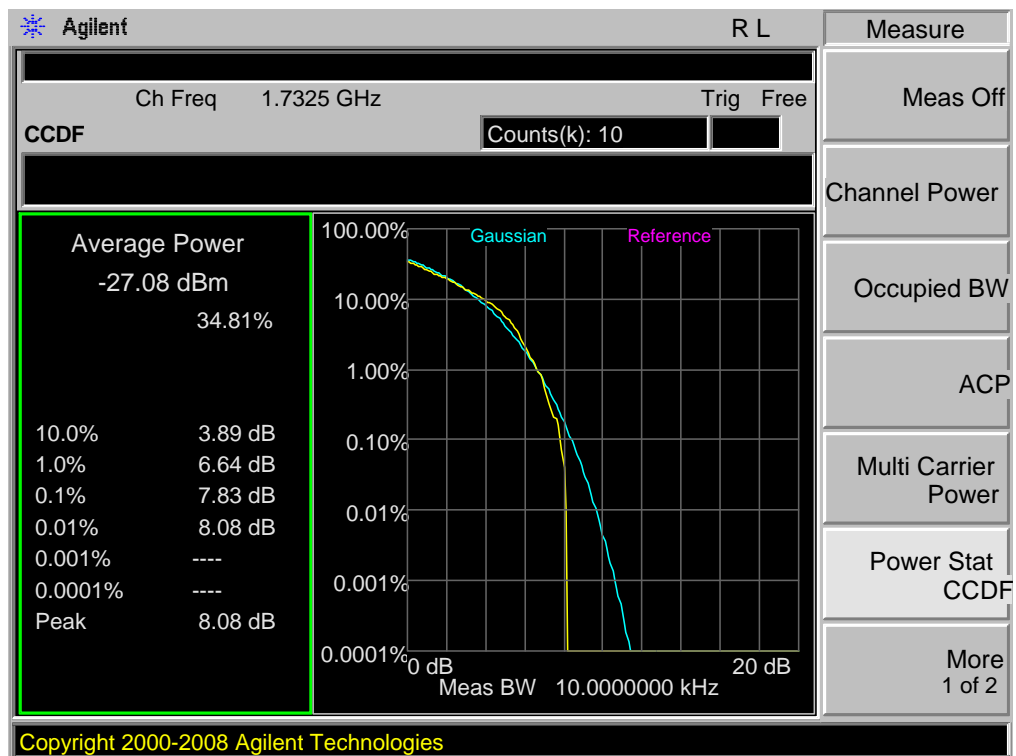 Agilent R L
Ch Freq 1.7325 GHz Trig Free
CCDF Counts(k): 10
Average Power
-27.08 dBm
34.81%
10.0% 3.89 dB
1.0% 6.64 dB
0.1% 7.83 dB
0.01% 8.08 dB
0.001% ----
0.0001% ----
Peak 8.08 dB
Gaussian Reference
100.00%
10.00%
1.00%
0.10%
0.01%
0.001%
0.0001%
0 dB 20 dB
Meas BW 10.0000000 kHz
Measure
Meas Off
Channel Power
Occupied BW
ACP
Multi Carrier
Power
Power Stat
CCDF
More
1 of 2
Copyright 2000-2008 Agilent Technologies